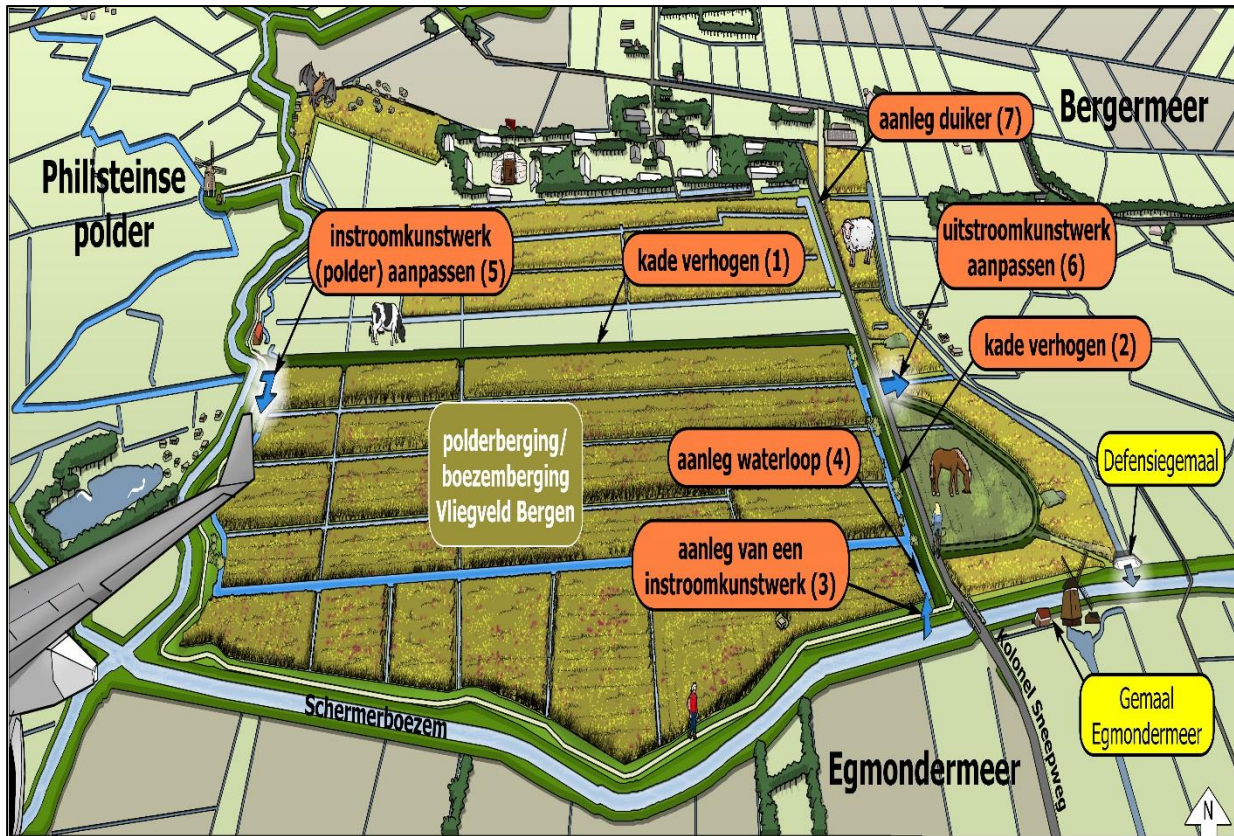 Bergermeer
aanleg duiker (7)
Philisteinse
polder
instroomkunstwerk
(polder) aanpassen (5)
kade verhogen (1)
uitstroomkunstwerk
aanpassen (6)
kade verhogen (2)
polderberging/
boezemberging
Vliegveld Bergen
aanleg waterloop (4)
Defensiegemaal
aanleg van een
instroomkunstwerk (3)
Schermerboezem
Kolonel Sneepweg
Gemaal
Egmondermeer
Egmondermeer
N